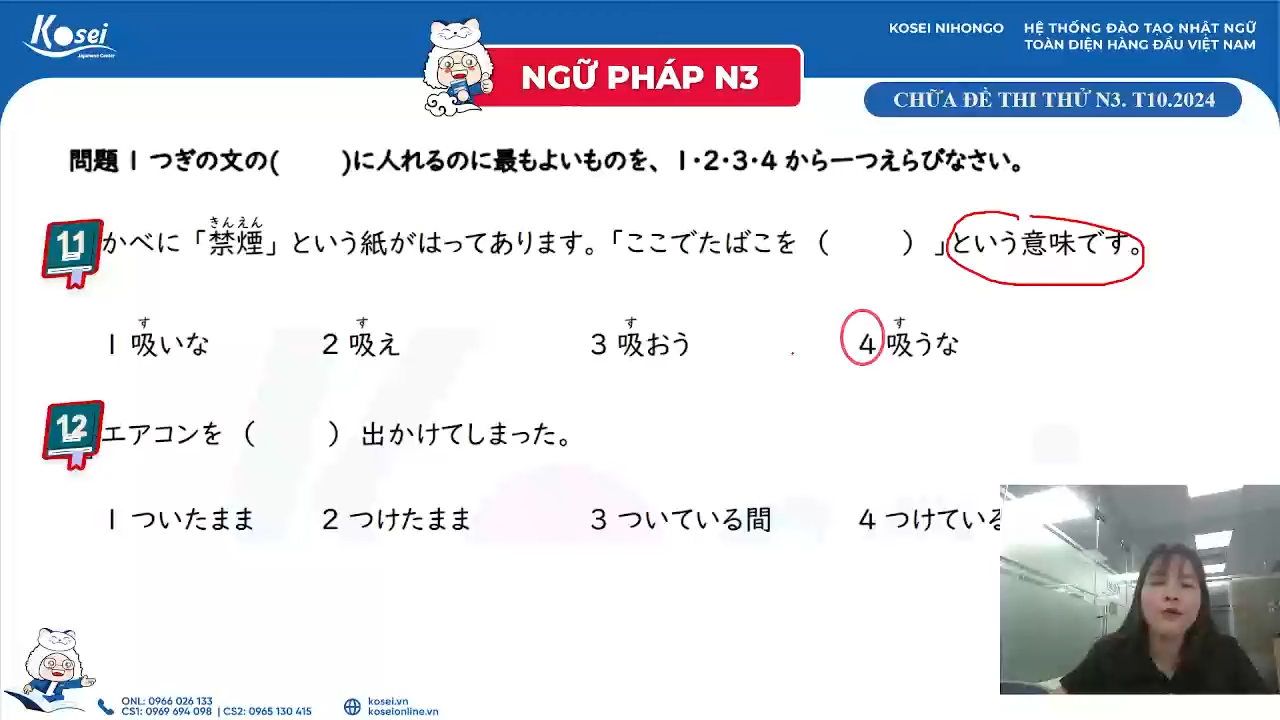 Kosei
Japanese Center
KOSEI NIHONGO
HỆ THỐNG ĐÀO TẠO NHẬT NGỮ
TOÀN DIỆN HÀNG ĐẦU VIỆT NAM
NGỮ PHÁP N3
CHỮA ĐỀ THI THỬ N3. T10.2024
問題1 つぎの文の( )に入れるのに最もよいものを、1・2・3・4から一つえらびなさい。
きんえん
11 かべに「禁煙」という紙がはってあります。「ここでたばこを ( ) 」という意味です。
す す す す
1 吸いな 2 吸え 3 吸おう 4 吸うな
12 エアコンを ( ) 出かけてしまった。
1 ついたまま 2 つけたまま 3 ついている間 4 つけている
ONL: 0966 026 133
CS1: 0969 694 098 | CS2: 0965 130 415
kosei.vn
koseionline.vn